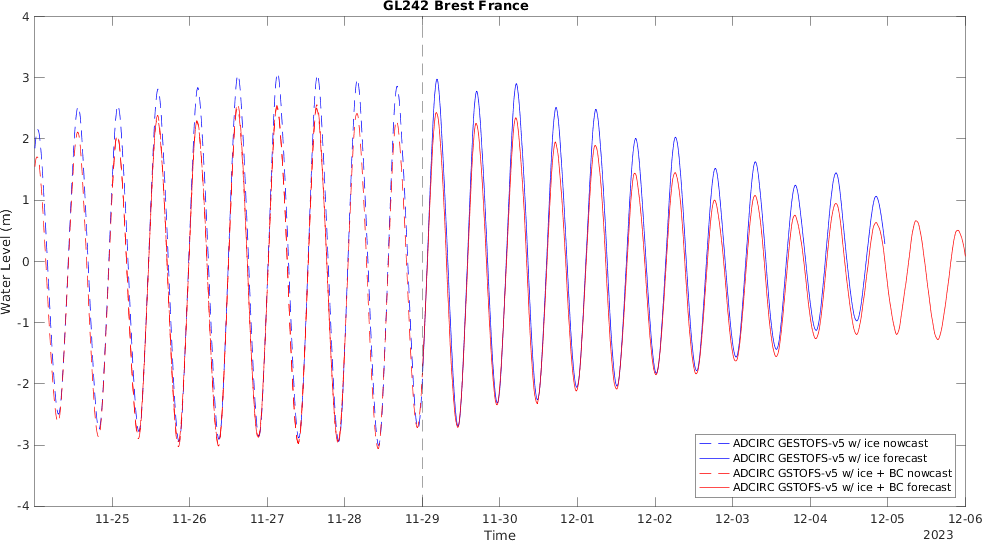 GL242 Brest France
4
3
2
1
0
-1
-2
-3
-4
Water Level (m)
11-25 11-26 11-27 11-28 11-29 11-30 12-01 12-02 12-03 12-04 12-05 12-06
Time
2023
ADCIRC GESTOFS-v5 w/ ice nowcast
ADCIRC GESTOFS-v5 w/ ice forecast
ADCIRC GSTOFS-v5 w/ ice + BC nowcast
ADCIRC GSTOFS-v5 w/ ice + BC forecast